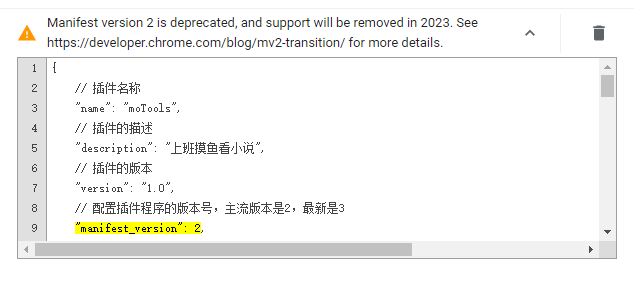 Manifest version 2 is deprecated, and support will be removed in 2023. See
https://developer.chrome.com/blog/mv2-transition/ for more details.
1 {
2 // 插件名称
3 "name": "moTools",
4 // 插件的描述
5 "description": "上班摸鱼看小说",
6 // 插件的版本
7 "version": "1.0",
8 // 配置插件程序的版本号，主流版本是2，最新是3
9 "manifest_version": 2,